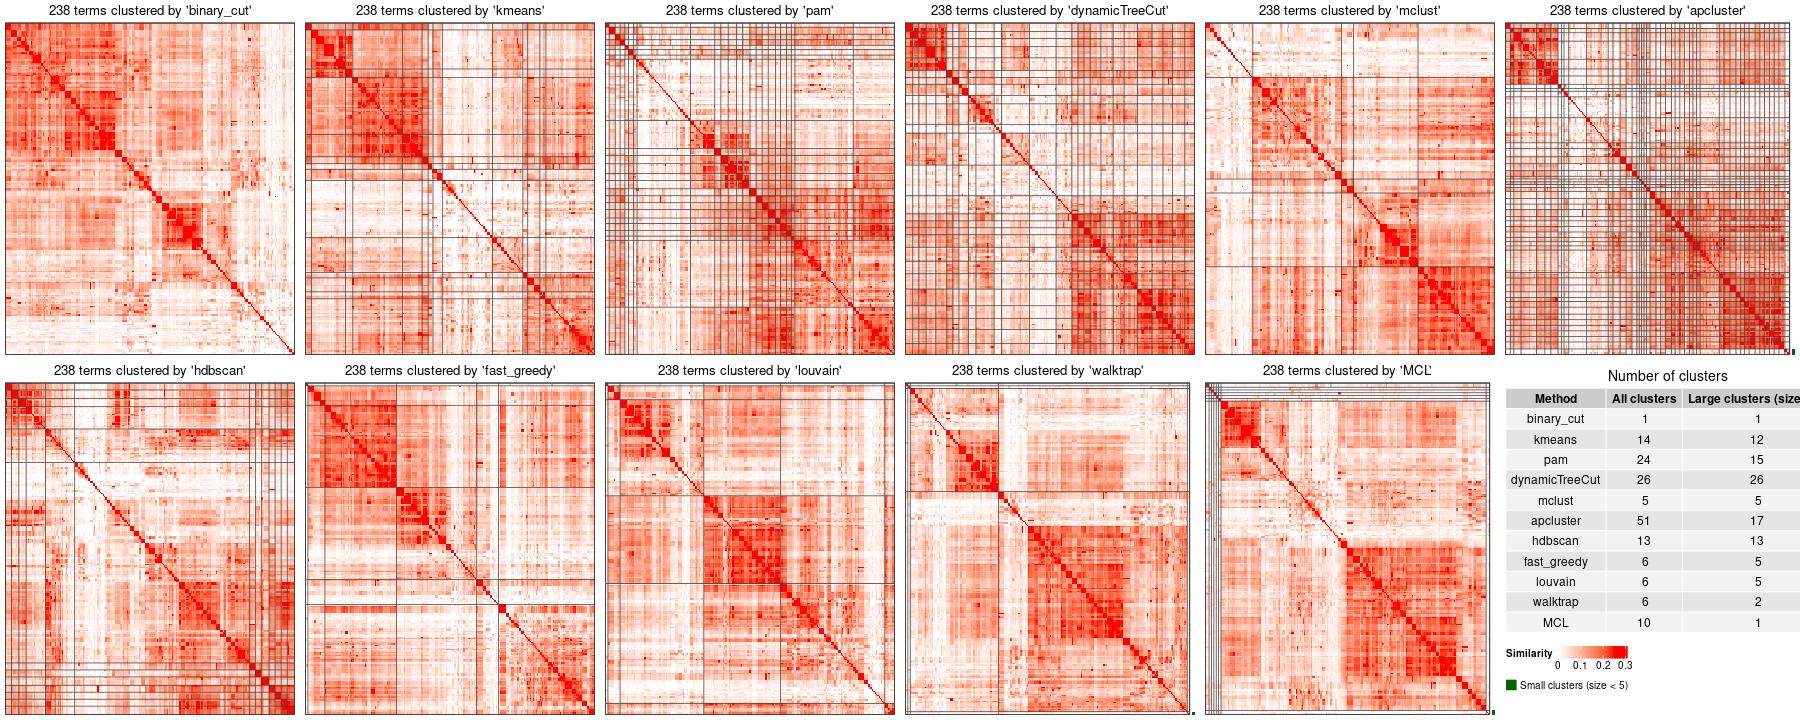 238 terms clustered by 'binary_cut'
238 terms clustered by 'kmeans'
238 terms clustered by 'pam'
238 terms clustered by 'dynamicTreeCut'
238 terms clustered by 'mclust'
238 terms clustered by 'apcluster'
238 terms clustered by 'hdbscan'
238 terms clustered by 'fast_greedy'
238 terms clustered by 'louvain'
238 terms clustered by 'walktrap'
238 terms clustered by 'MCL'
Number of clusters
Method All clusters Large clusters (size
binary_cut 1 1
kmeans 14 12
pam 24 15
dynamicTreeCut 26 26
mclust 5 5
apcluster 51 17
hdbscan 13 13
fast_greedy 6 5
louvain 6 5
walktrap 6 2
MCL 10 1
Similarity
0 0.1 0.2 0.3
Small clusters (size < 5)